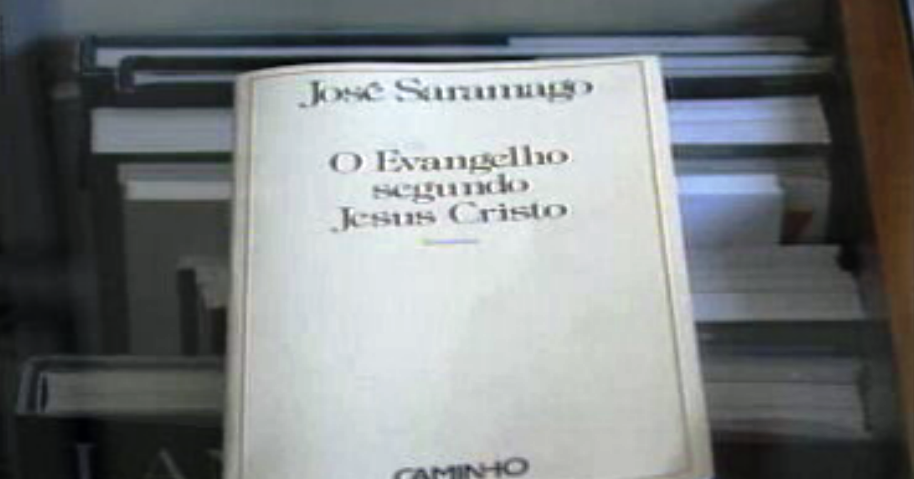 José Saramago
O Evangelho
segundo
Jesus Cristo
CAMINHO